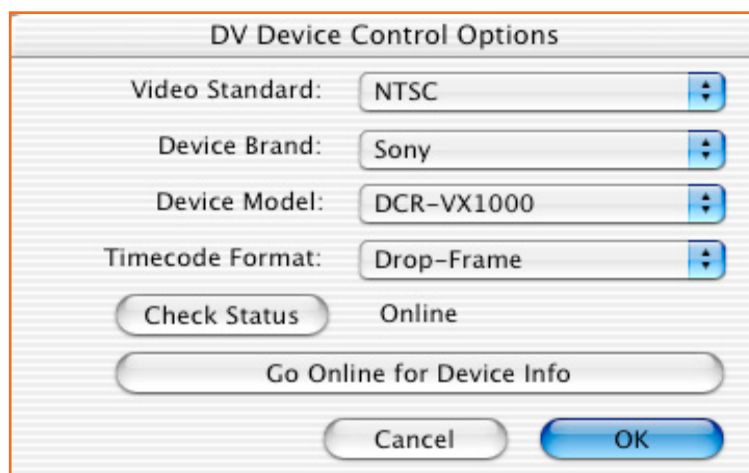 DV Device Control Options
Video Standard: NTSC
Device Brand: Sony
Device Model: DCR-VX1000
Timecode Format: Drop-Frame
Check Status Online
Go Online for Device Info
Cancel OK